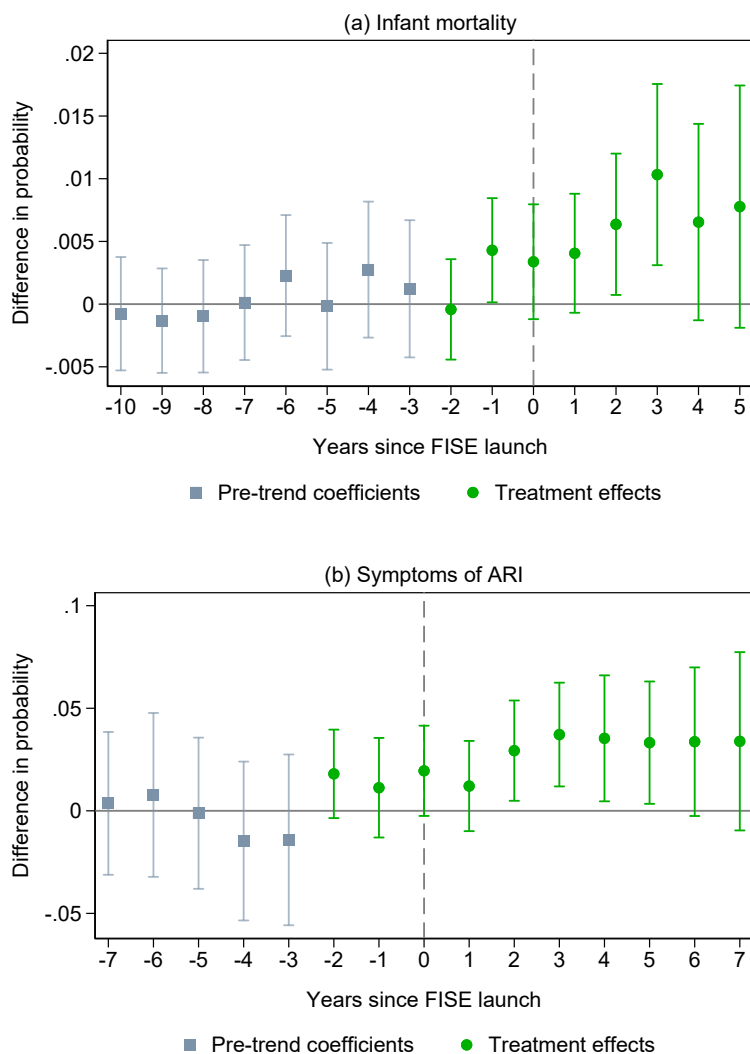 (a) Infant mortality
.02
.015
.01
.005
0
-.005
Difference in probability
-10 -9 -8 -7 -6 -5 -4 -3 -2 -1 0 1 2 3 4 5
Years since FISE launch
Pre-trend coefficients Treatment effects
(b) Symptoms of ARI
.1
.05
0
-.05
Difference in probability
-7 -6 -5 -4 -3 -2 -1 0 1 2 3 4 5 6 7
Years since FISE launch
Pre-trend coefficients Treatment effects